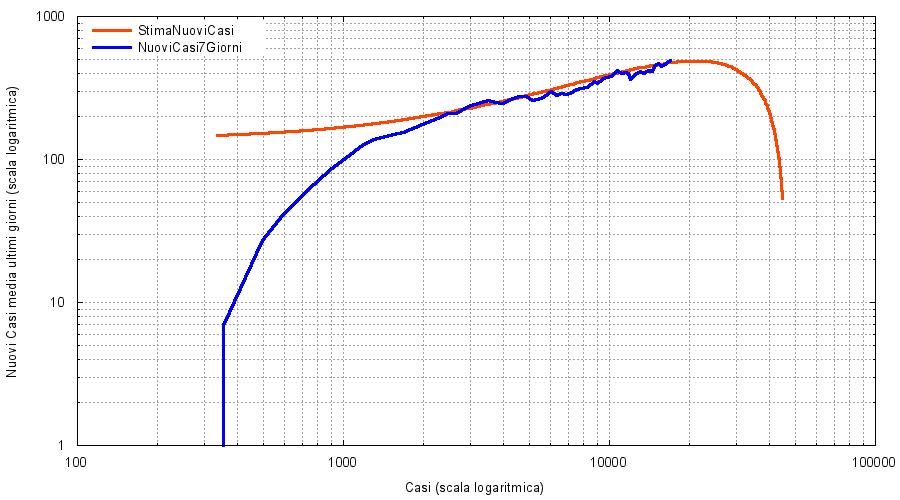 1000
StimaNuoviCasi
NuoviCasi7Giorni
100
Nuovi Casi media ultimi giorni (scala logaritmica)
10
1
100 1000 10000 100000
Casi (scala logaritmica)